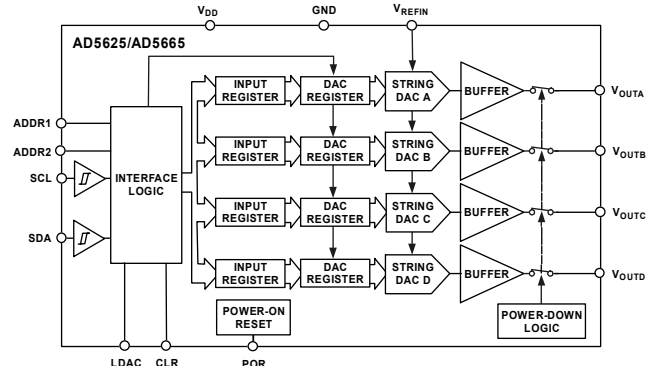 VDD
GND
VREFIN
AD5625/AD5665
INPUT
REGISTER
DAC
REGISTER
STRING
DAC A
BUFFER
VOUTA
ADDR1
ADDR2
SCL
SDA
INTERFACE
LOGIC
INPUT
REGISTER
DAC
REGISTER
STRING
DAC B
BUFFER
VOUTB
INPUT
REGISTER
DAC
REGISTER
STRING
DAC C
BUFFER
VOUTC
INPUT
REGISTER
DAC
REGISTER
STRING
DAC D
BUFFER
VOUTD
POWER-ON
RESET
POWER-DOWN
LOGIC
LDAC
CLR
POR